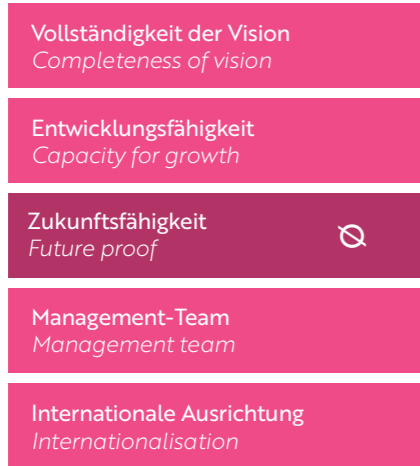 Vollständigkeit der Vision
Completeness of vision
Entwicklungsfähigkeit
Capacity for growth
Zukunftsfähigkeit
Future proof
Management-Team
Management team
Internationale Ausrichtung
Internationalisation